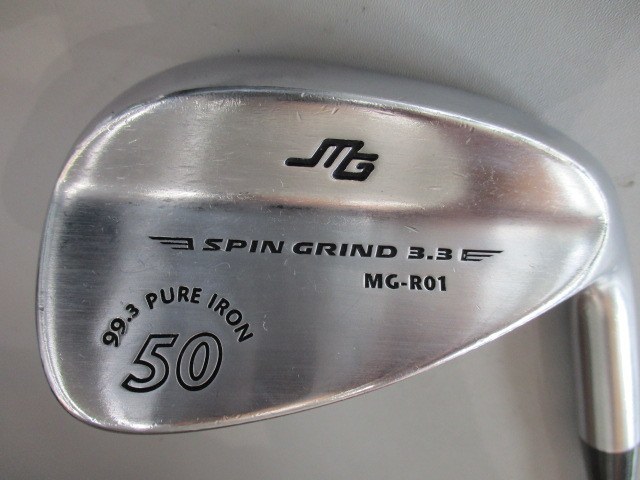 MG
SPIN GRIND 3.3
MG-R01
99.3 PURE IRON
50